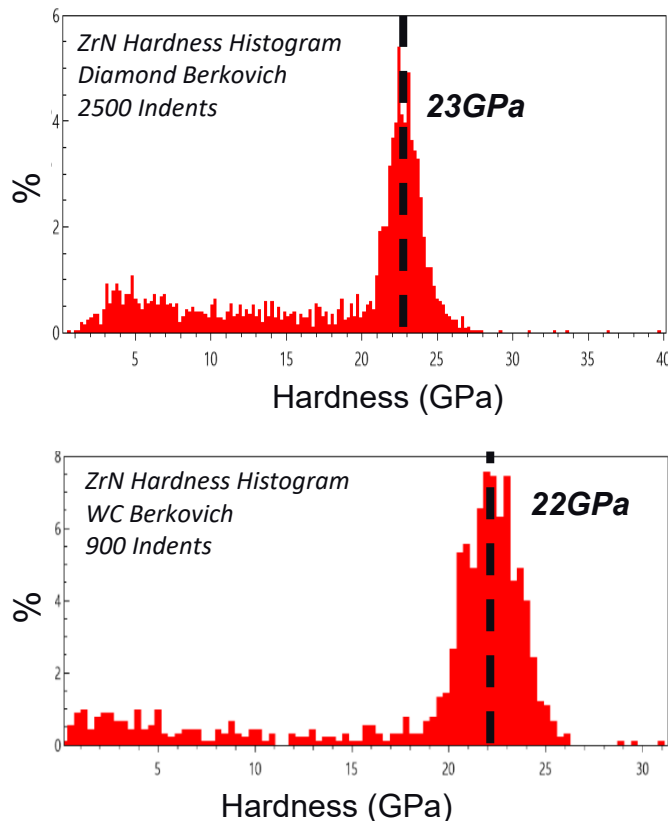 6
ZrN Hardness Histogram
Diamond Berkovich
2500 Indents
23GPa
4
%
2
0
5 10 15 20 25 30 35 40
Hardness (GPa)
8
ZrN Hardness Histogram
WC Berkovich
900 Indents
22GPa
6
%
4
2
0
5 10 15 20 25 30
Hardness (GPa)